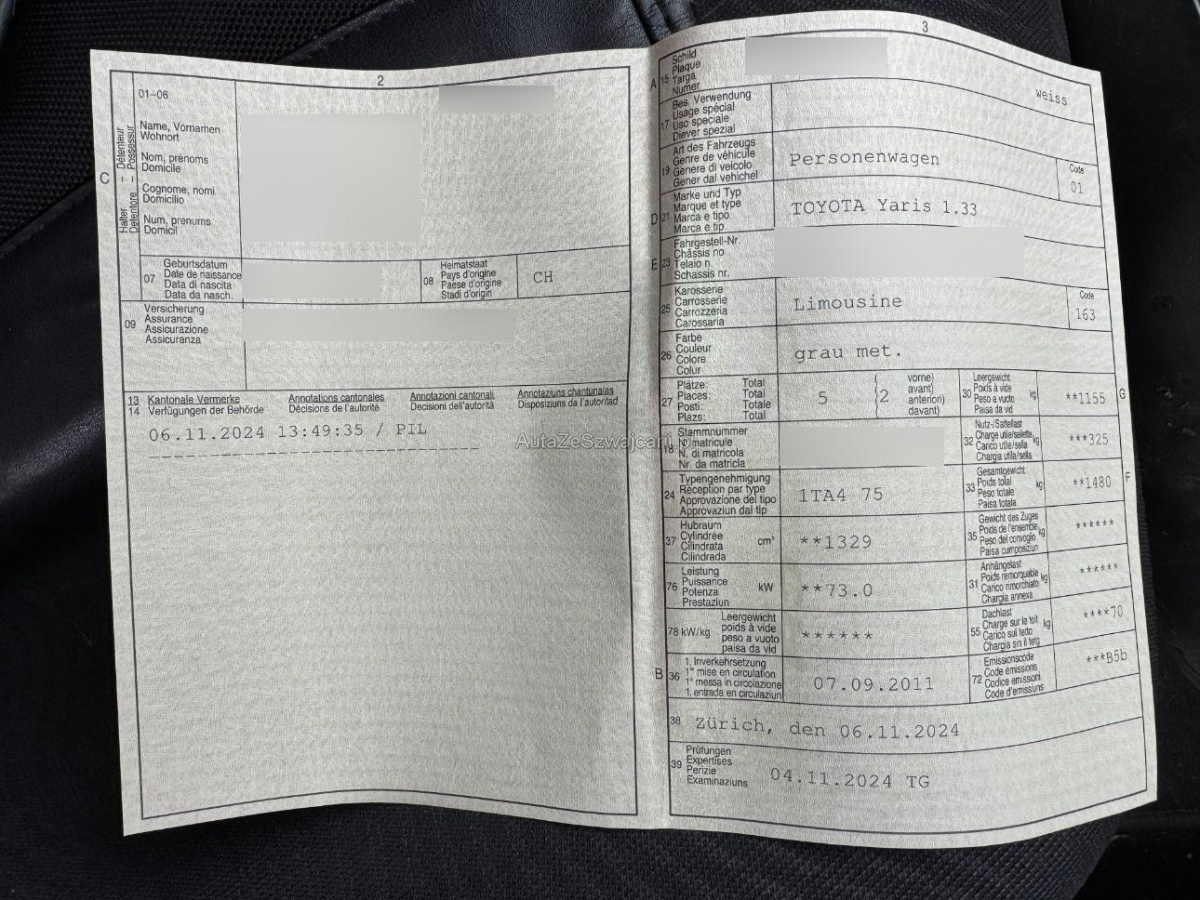 2
01-06
C
Halter - Détenteur
Detentore - Possessur
Name, Vornamen
Wohnort
Nom, prénoms
Domicile
Cognome, nomi
Domicilio
Num, prenums
Domicil
07
Geburtsdatum
Date de naissance
Data di nascita
Data da nasch.
08
Heimatstaat
Pays d'origine
Paese d'origine
Stadi d'origin
CH
09
Versicherung
Assurance
Assicurazione
Assicuranza
13 Kantonale Vermerke Annotations cantonales Annotazioni cantonali Annotaziuns chantunalas
14 Verfügungen der Behörde Décisions de l'autorité Decisioni dell'autorità Disposiziuns da l'autoritad
06.11.2024 13:49:35 / PIL
AutaZeSzwajcarii
3
A 15
Schild
Plaque
Targa
Numer
weiss
17
Bes. Verwendung
Usage spécial
Uso speciale
Diever spezial
19
Art des Fahrzeugs
Genre de véhicule
Genere di veicolo
Gener dal vehichel
Personenwagen
Code
01
D 21
Marke und Typ
Marque et type
Marca e tipo
Marca e tip
TOYOTA Yaris 1.33
E 23
Fahrgestell-Nr.
Châssis no
Telaio n.
Schassis nr.
25
Karosserie
Carrosserie
Carrozzeria
Carossaria
Limousine
Code
163
26
Farbe
Couleur
Colore
Colur
grau met.
27
Plätze: Total
Places: Total
Posti: Totale
Plazs: Total
5
2
vorne)
avant)
anteriori)
davant)
30
Leergewicht
Poids à vide
Peso a vuoto
Paisa da vid
kg
**1155
G
18
Stammnummer
No matricule
N. di matricola
Nr. da matricla
32
Nutz-/Sattellast
Charge utile/sellette
Carico utile/sella
Chargia utila/sella
kg
***325
24
Typengenehmigung
Réception par type
Approvazione del tipo
Approvaziun dal tip
1TA4 75
33
Gesamtgewicht
Poids total
Peso totale
Paisa totala
kg
**1480
F
37
Hubraum
Cylindrée
Cilindrata
Cilindrada
cm³
**1329
35
Gewicht des Zuges
Poids de l'ensemble
Peso del convoglio
Paisa cumposiziun
kg
******
76
Leistung
Puissance
Potenza
Prestaziun
kW
**73.0
31
Anhängelast
Poids remorquable
Carico rimorchiato
Chargia annexa
kg
******
78 kW/kg
Leergewicht
poids à vide
peso a vuoto
paisa da vid
******
55
Dachlast
Charge sur le toit
Carico sul tetto
Chargia sin il tetg
kg
****70
B 36
1. Inverkehrsetzung
1re mise en circulation
1a messa in circolazione
1. entrada en circulaziun
07.09.2011
72
Emissionscode
Code émissions
Codice emissioni
Code d'emissiuns
***B5b
38
Zürich, den 06.11.2024
39
Prüfungen
Expertises
Perizie
Examinaziuns
04.11.2024 TG